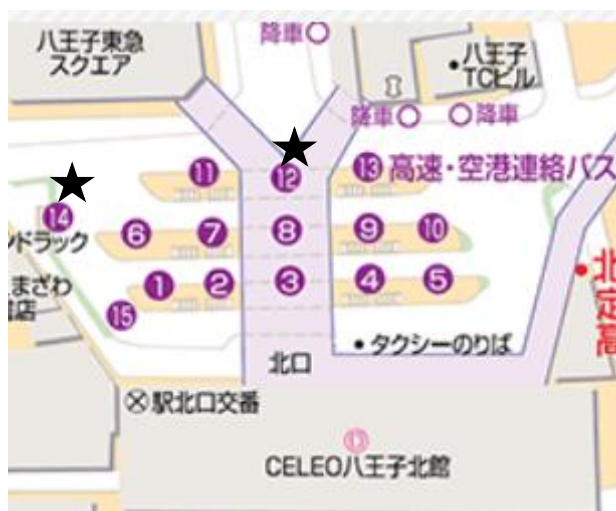 降車
八王子東急
スクエア
八王子
TCビル
降車
降車
⑪
⑫
⑬ 高速・空港連絡バス
⑭
ンドラック
⑥
⑦
⑧
⑨
⑩
まざわ
書店
①
②
③
④
⑤
⑮
北口
タクシーのりば
駅北口交番
CELEO八王子北館